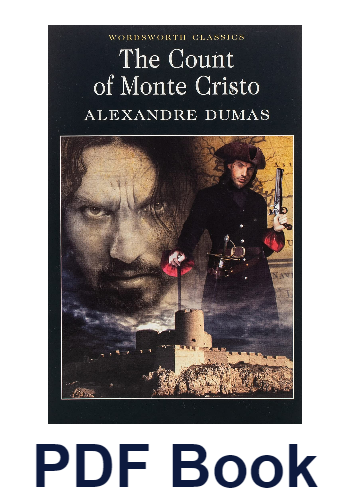 WORDSWORTH CLASSICS
The Count
of Monte Cristo
ALEXANDRE DUMAS
PDF Book